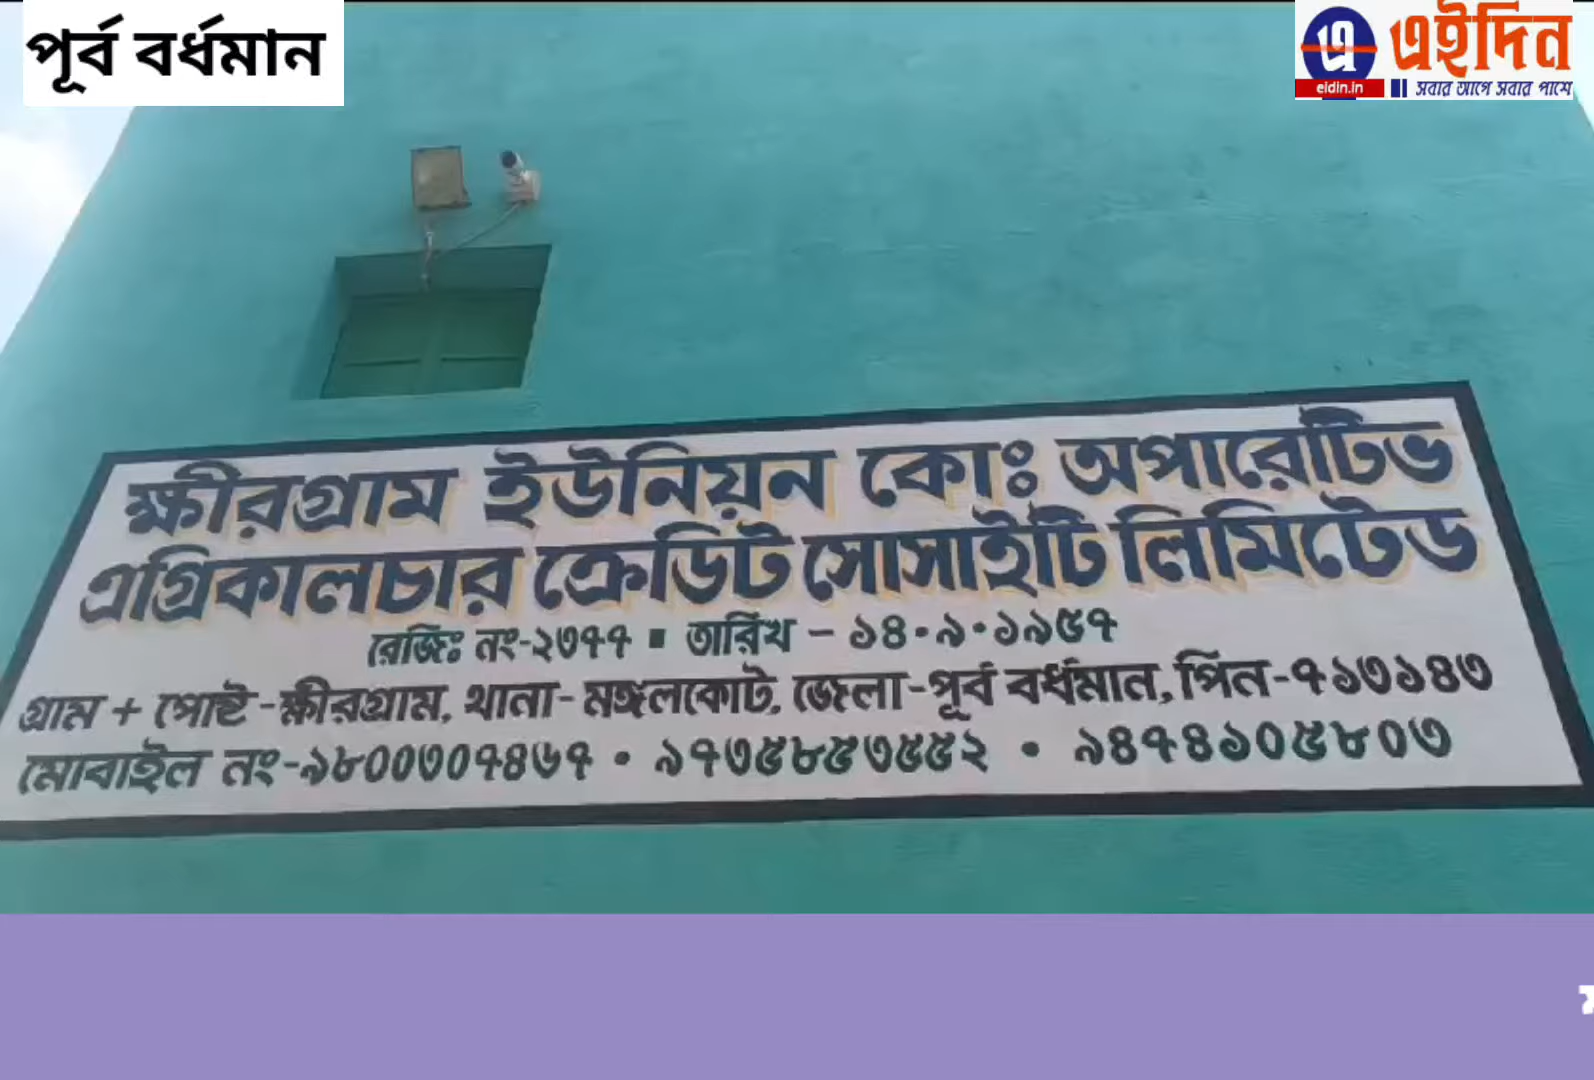 পূর্ব বর্ধমান
এ এইদিন
eidin.in সবার আগে সবার পাশে
ক্ষীরগ্রাম ইউনিয়ন কোঃ অপারেটিভ
এগ্রিকালচার ক্রেডিট সোসাইটি লিমিটেড
রেজিঃ নং-২৩৭৭ ▪ তারিখ – ১৪•৯•১৯৫৭
গ্রাম + পোষ্ট -ক্ষীরগ্রাম, থানা- মঙ্গলকোট, জেলা-পূর্ব বর্ধমান, পিন-৭১৩১৪৩
মোবাইল নং-৯৮০০৩০৭৪৬৭ • ৯৭৩৫৮৫৩৫৫২ • ৯৪৭৪১০৫৮০৩